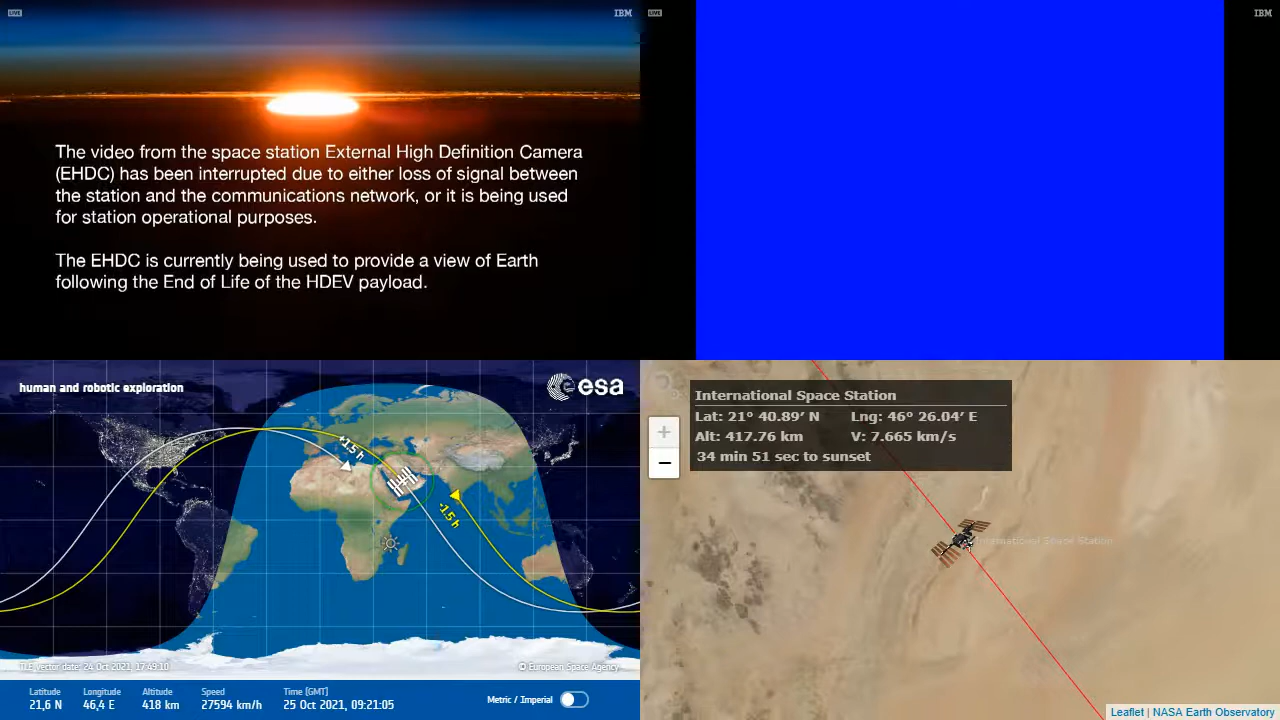 LIVE
IBM
The video from the space station External High Definition Camera
(EHDC) has been interrupted due to either loss of signal between
the station and the communications network, or it is being used
for station operational purposes.
The EHDC is currently being used to provide a view of Earth
following the End of Life of the HDEV payload.
LIVE
IBM
human and robotic exploration
esa
+1.5 h
-1.5 h
TLE vector date: 24 Oct 2021, 17:49:10
© European Space Agency
Latitude
21,6 N
Longitude
46,4 E
Altitude
418 km
Speed
27594 km/h
Time (GMT)
25 Oct 2021, 09:21:05
Metric / Imperial
+
−
International Space Station
Lat: 21° 40.89′ N Lng: 46° 26.04′ E
Alt: 417.76 km V: 7.665 km/s
34 min 51 sec to sunset
International Space Station
Leaflet | NASA Earth Observatory